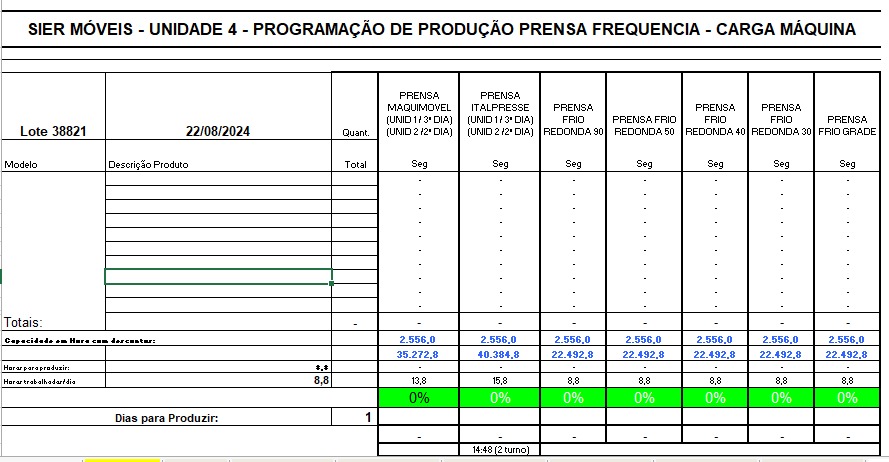 SIER MÓVEIS - UNIDADE 4 - PROGRAMAÇÃO DE PRODUÇÃO PRENSA FREQUENCIA - CARGA MÁQUINA
Lote 38821 22/08/2024 Quant.
PRENSA MAQUIMOVEL (UNID 1 / 3ª DIA) (UNID 2 /2ª DIA)
PRENSA ITALPRESSE (UNID 1 / 3ª DIA) (UNID 2 /2ª DIA)
PRENSA FRIO REDONDA 90
PRENSA FRIO REDONDA 50
PRENSA FRIO REDONDA 40
PRENSA FRIO REDONDA 30
PRENSA FRIO GRADE
Modelo Descrição Produto Total Seg Seg Seg Seg Seg Seg Seg
- - - - - - -
- - - - - - -
- - - - - - -
- - - - - - -
- - - - - - -
- - - - - - -
- - - - - - -
- - - - - - -
- - - - - - -
- - - - - - -
Totais: - - - - - - - -
Capacidade em Hora com descontar: 2.556,0 2.556,0 2.556,0 2.556,0 2.556,0 2.556,0 2.556,0
35.272,8 40.384,8 22.492,8 22.492,8 22.492,8 22.492,8 22.492,8
Horas para produzir: 8,8
Horas trabalhadas/dia 8,8 13,8 15,8 8,8 8,8 8,8 8,8 8,8
0% 0% 0% 0% 0% 0% 0%
Dias para Produzir: 1
- - - - - - -
14:48 (2 turno)